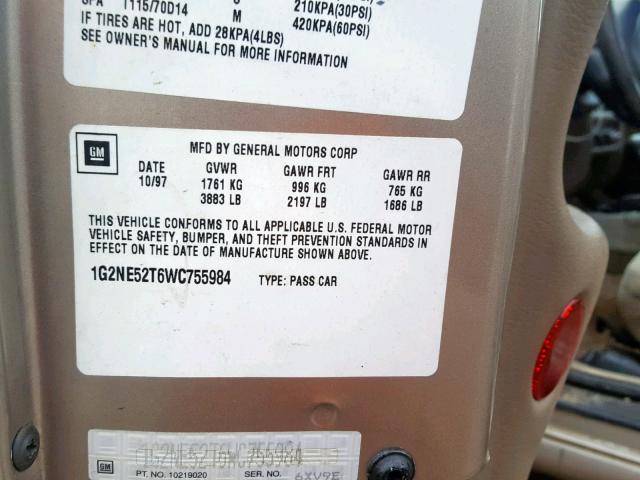 SPA T115/70D14 S 210KPA(30PSI)
M 420KPA(60PSI)
IF TIRES ARE HOT, ADD 28KPA(4LBS)
SEE OWNER'S MANUAL FOR MORE INFORMATION
GM
MFD BY GENERAL MOTORS CORP
DATE GVWR GAWR FRT GAWR RR
10/97 1761 KG 996 KG 765 KG
3883 LB 2197 LB 1686 LB
THIS VEHICLE CONFORMS TO ALL APPLICABLE U.S. FEDERAL MOTOR
VEHICLE SAFETY, BUMPER, AND THEFT PREVENTION STANDARDS IN
EFFECT ON THE DATE OF MANUFACTURE SHOWN ABOVE.
1G2NE52T6WC755984 TYPE: PASS CAR
1G2NE52T6WC755984
GM PT. NO. 10219020 SER. NO. 6XV9E